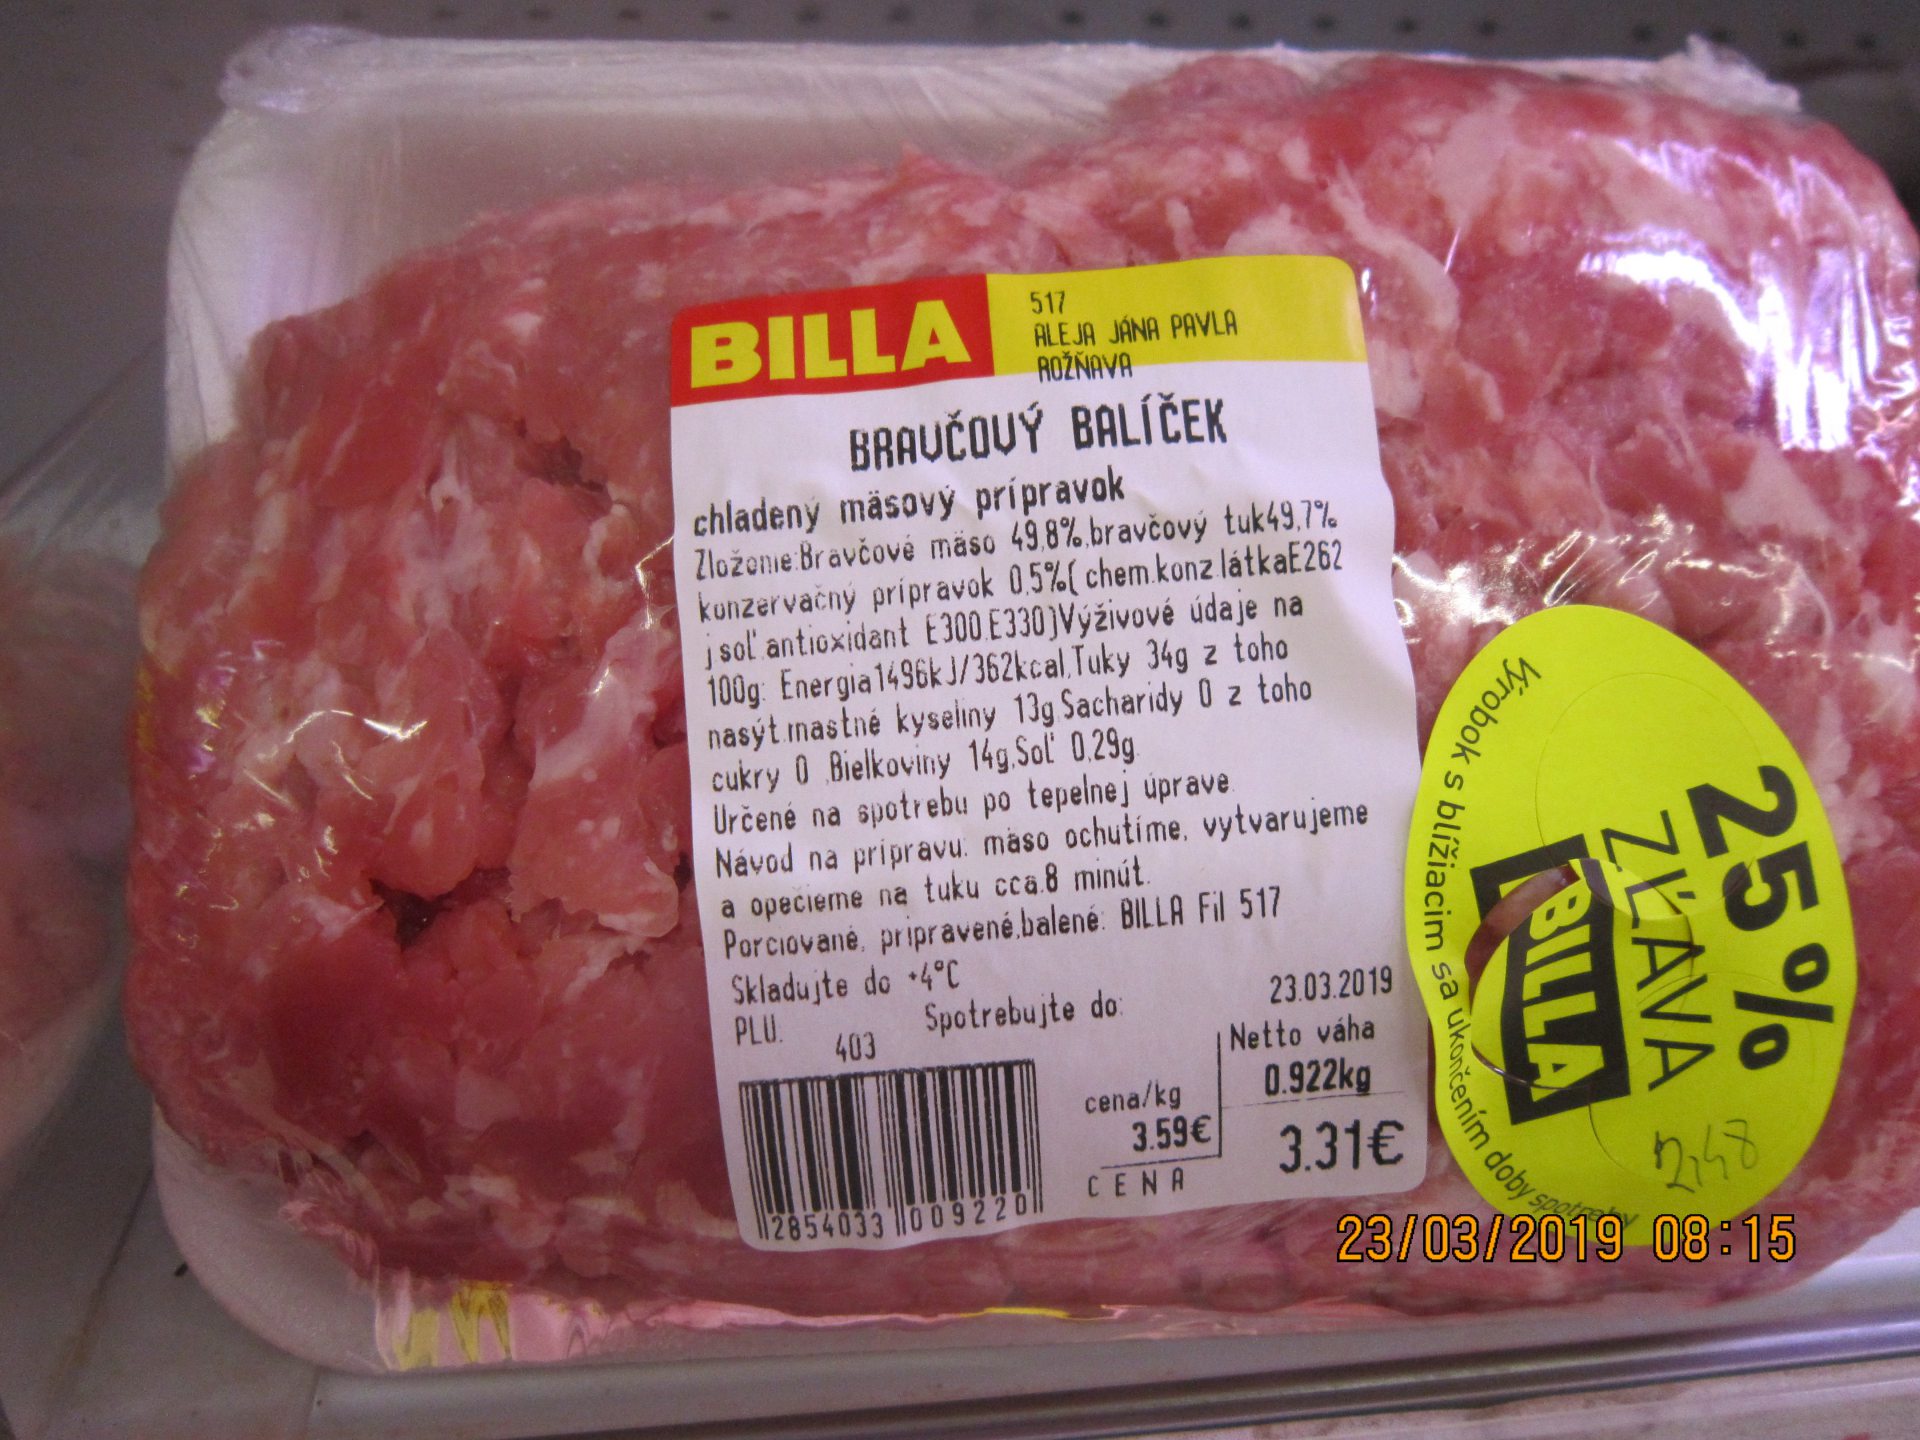 BILLA
517
ALEJA JÁNA PAVLA
ROŽŇAVA
BRAVČOVÝ BALÍČEK
chladený mäsový prípravok
Zloženie:Bravčové mäso 49,8%,bravčový tuk49,7%
konzervačný prípravok 0,5%( chem.konz.látkaE262
j.soľ,antioxidant E300,E330)Výživové údaje na
100g: Energia1496kJ/362kcal,Tuky 34g z toho
nasýt.mastné kyseliny 13g,Sacharidy 0 z toho
cukry 0 ,Bielkoviny 14g,Soľ 0,29g.
Určené na spotrebu po tepelnej úprave.
Návod na prípravu: mäso ochutíme, vytvarujeme
a opečieme na tuku cca.8 minút.
Porciované, pripravené,balené: BILLA Fil 517
Skladujte do +4°C
PLU: 403
Spotrebujte do: 23.03.2019
Netto váha
0.922kg
cena/kg
3.59€
CENA
3.31€
2854033 009220
Výrobok s blížiacim sa ukončením doby spotreby
25%
ZĽAVA
BILLA
2,48
23/03/2019 08:15